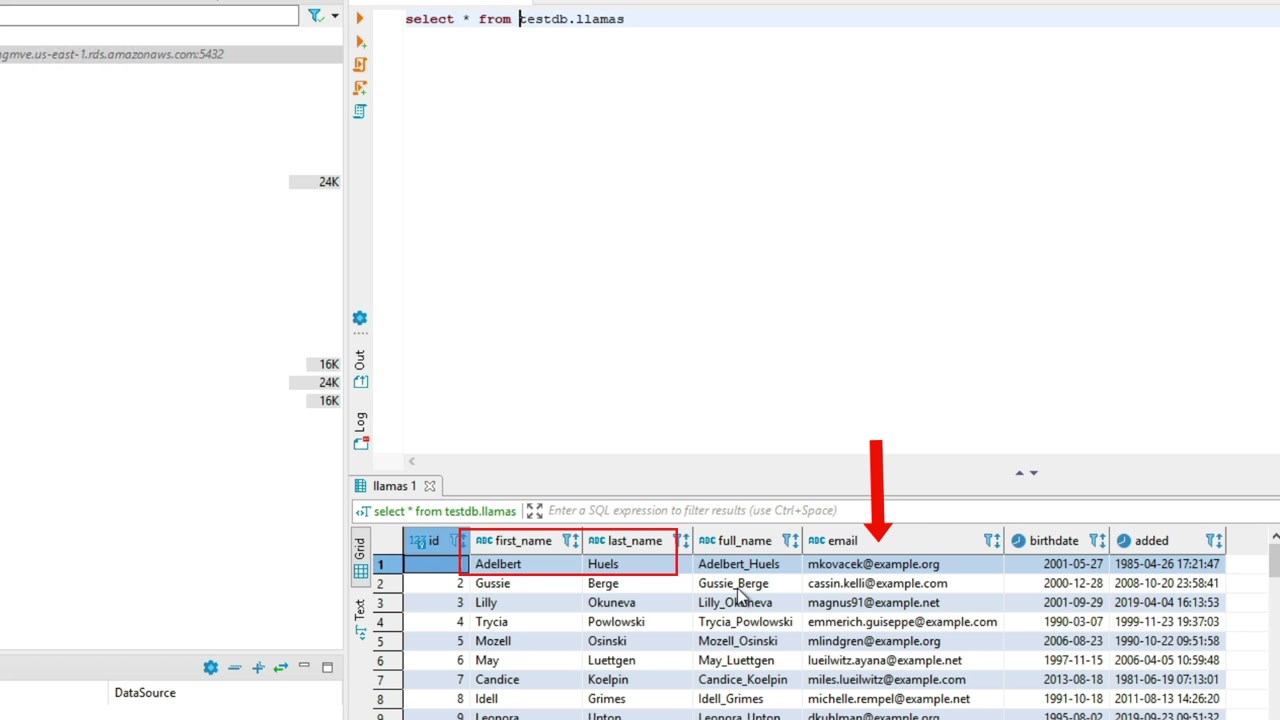 select * from testdb.llamas
gmve.us-east-1.rds.amazonaws.com:5432
24K
16K
24K
16K
Out
Log
llamas 1
select * from testdb.llamas Enter a SQL expression to filter results (use Ctrl+Space)
Grid
Text
123 id ABC first_name ABC last_name ABC full_name ABC email birthdate added
1 Adelbert Huels Adelbert_Huels mkovacek@example.org 2001-05-27 1985-04-26 17:21:47
2 2 Gussie Berge Gussie_Berge cassin.kelli@example.com 2000-12-28 2008-10-20 23:58:41
3 3 Lilly Okuneva Lilly_Okuneva magnus91@example.net 2001-09-29 2019-04-04 16:13:53
4 4 Trycia Powlowski Trycia_Powlowski emmerich.guiseppe@example.com 1990-03-07 1999-11-23 19:37:03
5 5 Mozell Osinski Mozell_Osinski mlindgren@example.org 2006-08-23 1990-10-22 09:51:58
6 6 May Luettgen May_Luettgen lueilwitz.ayana@example.net 1997-11-15 2006-04-05 10:59:48
7 7 Candice Koelpin Candice_Koelpin miles.lueilwitz@example.com 2013-08-18 1981-06-19 07:13:01
8 8 Idell Grimes Idell_Grimes michelle.rempel@example.net 1991-10-18 2011-08-13 14:26:20
9 9 Leonora Upton Leonora_Upton dkuhlman@example.org 1995-08-07 2019-09-23 09:51:32
DataSource